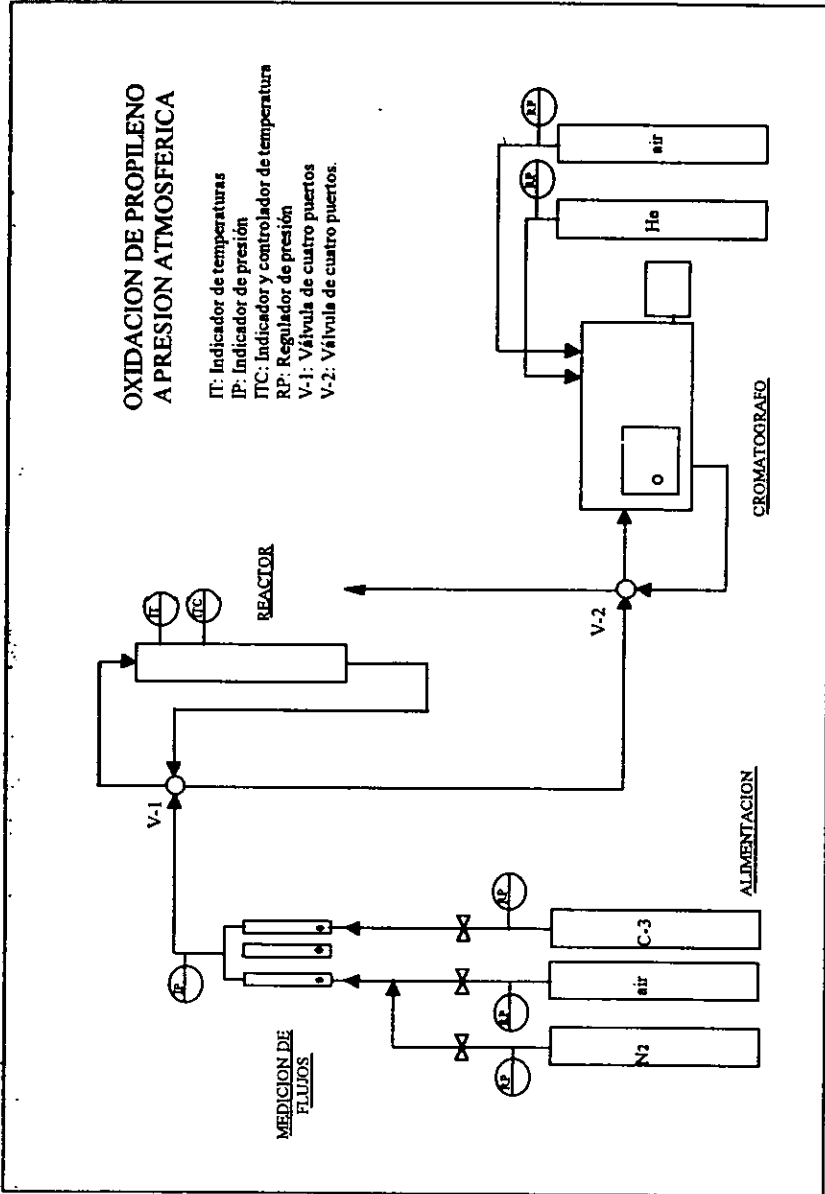 OXIDACION DE PROPILENO
A PRESION ATMOSFERICA
IT: Indicador de temperaturas
IP: Indicador de presión
ITC: Indicador y controlador de temperatura
RP: Regulador de presión
V-1: Válvula de cuatro puertos
V-2: Válvula de cuatro puertos.
IT
ITC
REACTOR
V-1
IP
MEDICION DE
FLUJOS
RP
RP
RP
N2
air
C-3
ALIMENTACION
V-2
RP
RP
He
air
CROMATOGRAFO